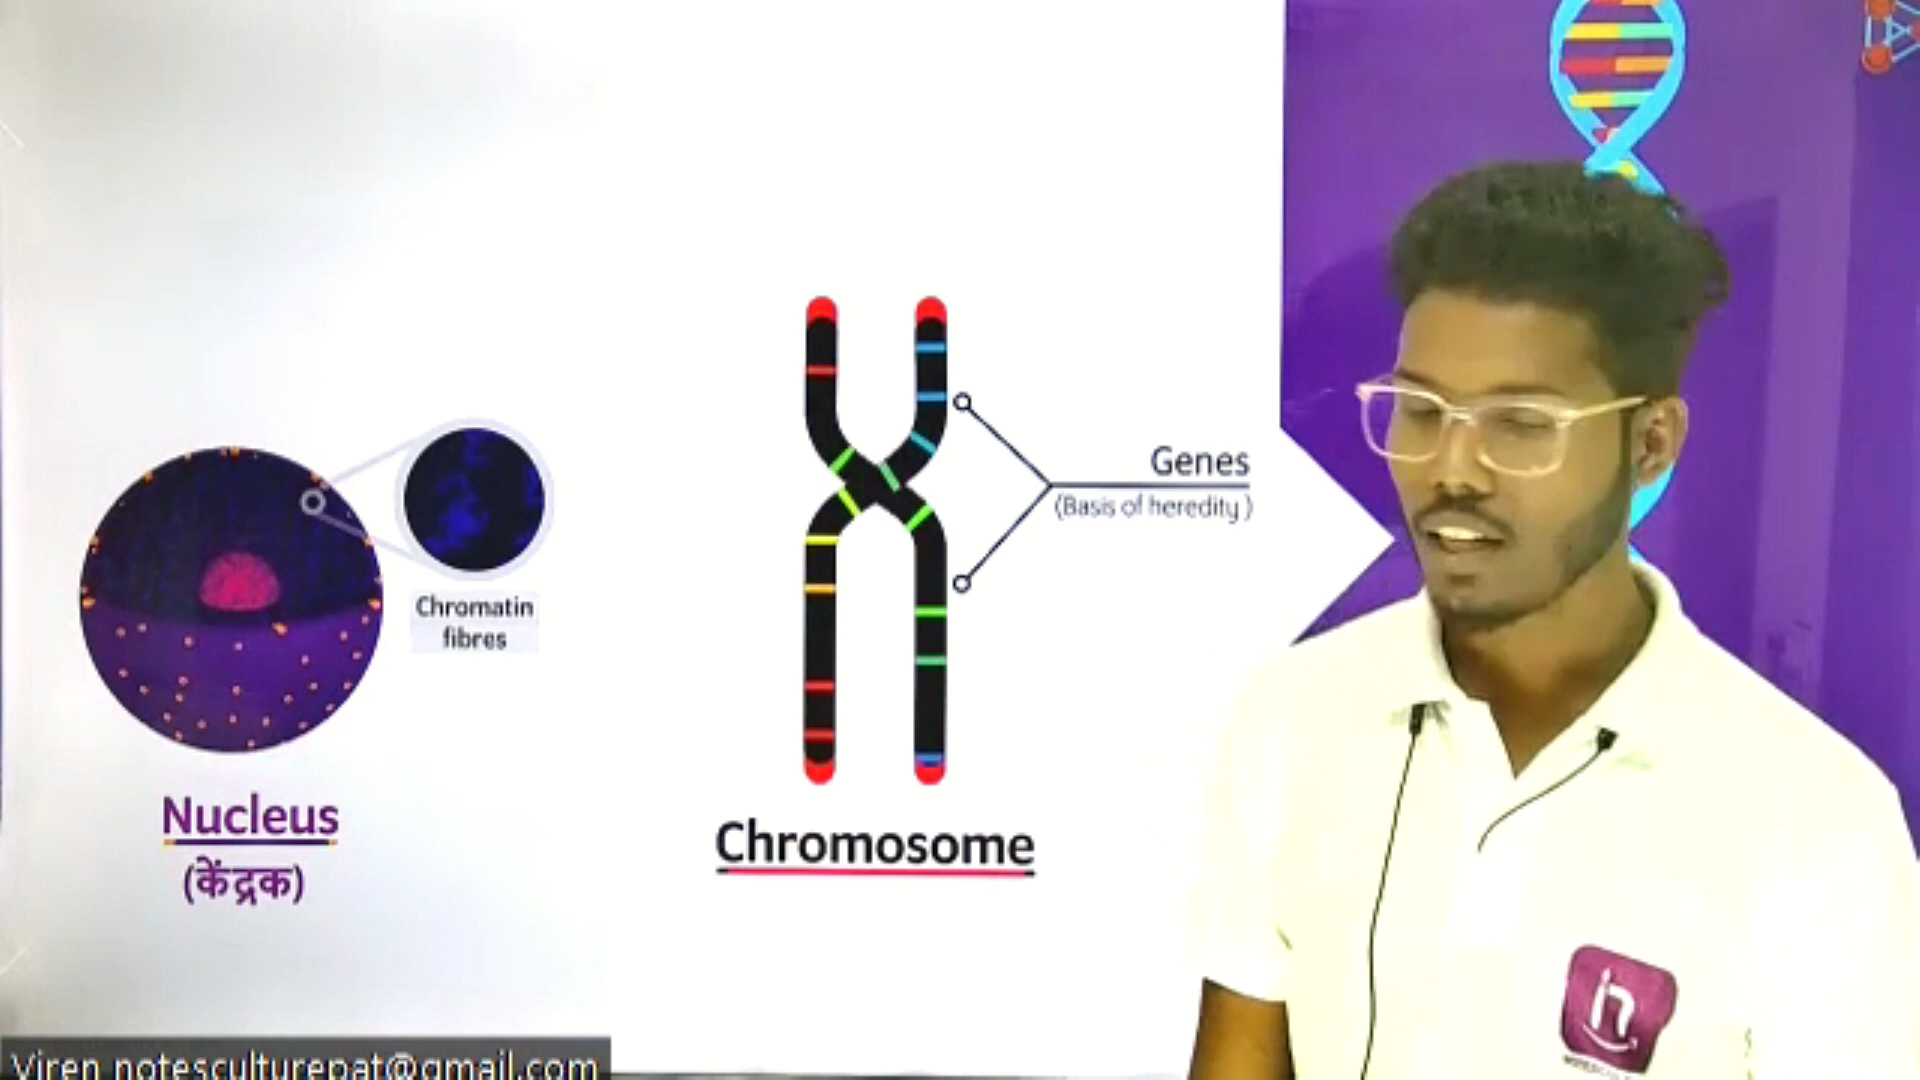 Genes
(Basis of heredity)
Chromatin
fibres
Nucleus
(केंद्रक)
Chromosome
Viren notesculturepat@gmail.com